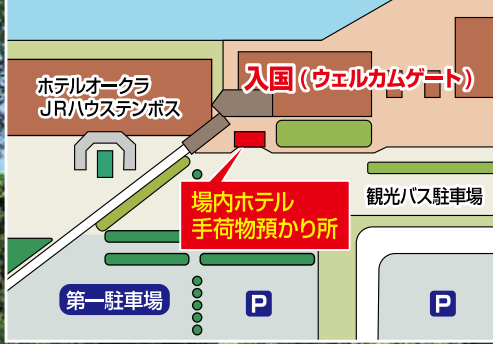 ホテルオークラ
JRハウステンボス
入国(ウェルカムゲート)
場内ホテル
手荷物預かり所
観光バス駐車場
第一駐車場
P
P